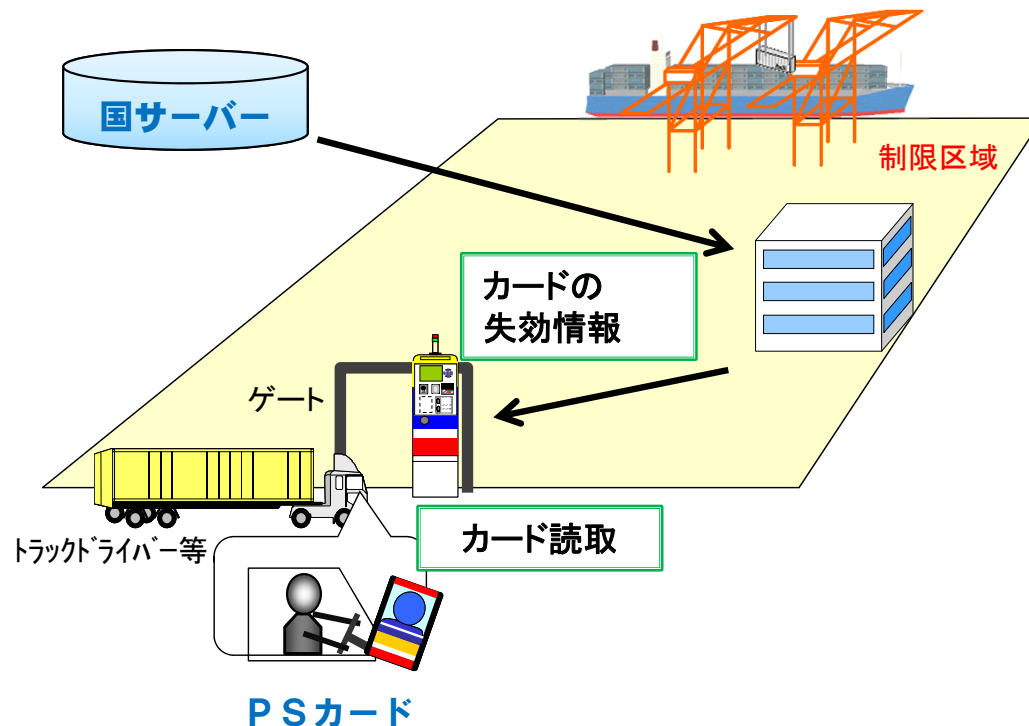 国サーバー
制限区域
カードの
失効情報
ゲート
カード読取
トラックドライバー等
ＰＳカード